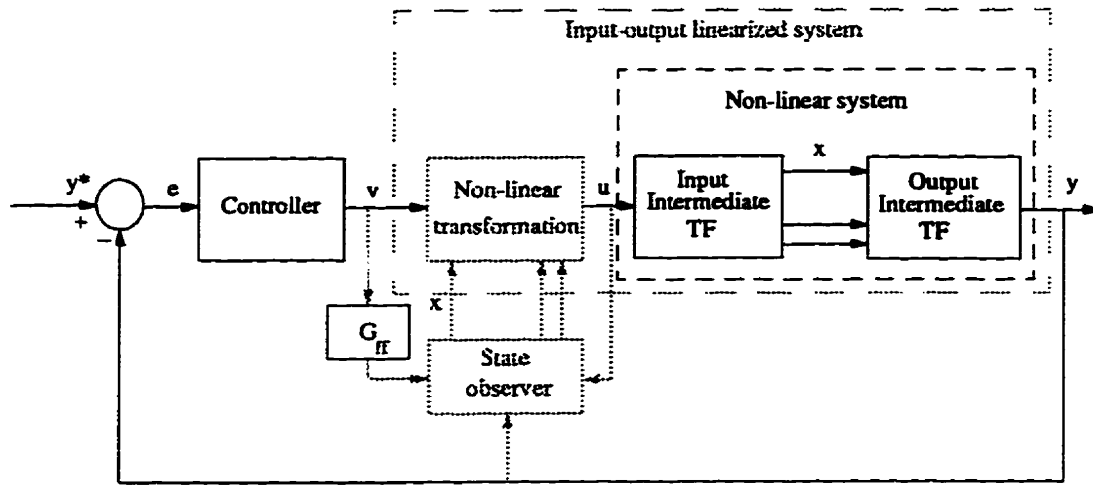 Input-output linearized system
Non-linear system
x
y*
+
−
e
Controller
v
Non-linear
transformation
u
Input
Intermediate
TF
Output
Intermediate
TF
y
x
G_ff
State
observer